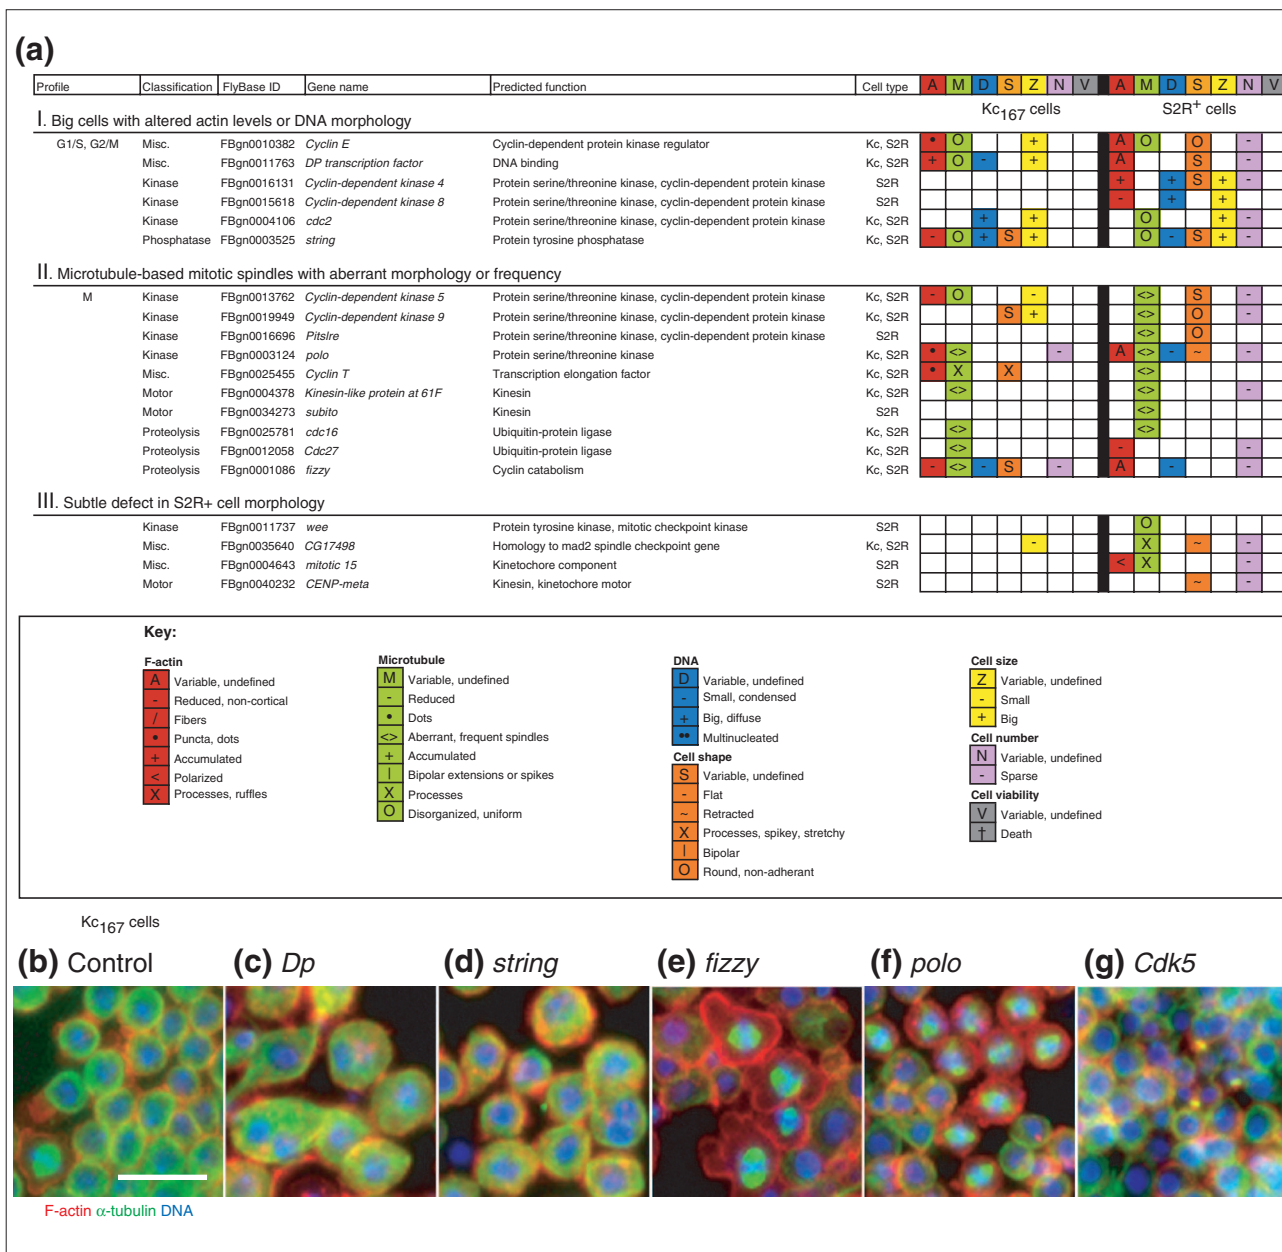 (a)
Profile Classification FlyBase ID Gene name Predicted function Cell type A M D S Z N V A M D S Z N V
Kc167 cells S2R+ cells
I. Big cells with altered actin levels or DNA morphology
G1/S, G2/M Misc. FBgn0010382 Cyclin E Cyclin-dependent protein kinase regulator Kc, S2R • O + A O O -
Misc. FBgn0011763 DP transcription factor DNA binding Kc, S2R + O - + A S -
Kinase FBgn0016131 Cyclin-dependent kinase 4 Protein serine/threonine kinase, cyclin-dependent protein kinase S2R + + S + -
Kinase FBgn0015618 Cyclin-dependent kinase 8 Protein serine/threonine kinase, cyclin-dependent protein kinase S2R - + +
Kinase FBgn0004106 cdc2 Protein serine/threonine kinase, cyclin-dependent protein kinase Kc, S2R + + O + -
Phosphatase FBgn0003525 string Protein tyrosine phosphatase Kc, S2R - O + S + O - S + -
II. Microtubule-based mitotic spindles with aberrant morphology or frequency
M Kinase FBgn0013762 Cyclin-dependent kinase 5 Protein serine/threonine kinase, cyclin-dependent protein kinase Kc, S2R - O - <> S -
Kinase FBgn0019949 Cyclin-dependent kinase 9 Protein serine/threonine kinase, cyclin-dependent protein kinase Kc, S2R S + <> O -
Kinase FBgn0016696 Pitslre Protein serine/threonine kinase, cyclin-dependent protein kinase S2R <> O
Kinase FBgn0003124 polo Protein serine/threonine kinase Kc, S2R • <> - A <> - ~ -
Misc. FBgn0025455 Cyclin T Transcription elongation factor Kc, S2R • X X <>
Motor FBgn0004378 Kinesin-like protein at 61F Kinesin Kc, S2R <> <> -
Motor FBgn0034273 subito Kinesin S2R <>
Proteolysis FBgn0025781 cdc16 Ubiquitin-protein ligase Kc, S2R <> <>
Proteolysis FBgn0012058 Cdc27 Ubiquitin-protein ligase Kc, S2R <> - -
Proteolysis FBgn0001086 fizzy Cyclin catabolism Kc, S2R - <> - S - A - -
III. Subtle defect in S2R+ cell morphology
Kinase FBgn0011737 wee Protein tyrosine kinase, mitotic checkpoint kinase S2R O
Misc. FBgn0035640 CG17498 Homology to mad2 spindle checkpoint gene Kc, S2R - X ~ -
Misc. FBgn0004643 mitotic 15 Kinetochore component S2R < X -
Motor FBgn0040232 CENP-meta Kinesin, kinetochore motor S2R ~ -
Key:
F-actin
A Variable, undefined
- Reduced, non-cortical
/ Fibers
• Puncta, dots
+ Accumulated
< Polarized
X Processes, ruffles
Microtubule
M Variable, undefined
- Reduced
• Dots
<> Aberrant, frequent spindles
+ Accumulated
| Bipolar extensions or spikes
X Processes
O Disorganized, uniform
DNA
D Variable, undefined
- Small, condensed
+ Big, diffuse
•• Multinucleated
Cell shape
S Variable, undefined
- Flat
~ Retracted
X Processes, spikey, stretchy
| Bipolar
O Round, non-adherant
Cell size
Z Variable, undefined
- Small
+ Big
Cell number
N Variable, undefined
- Sparse
Cell viability
V Variable, undefined
† Death
Kc167 cells
(b) Control (c) Dp (d) string (e) fizzy (f) polo (g) Cdk5
F-actin α-tubulin DNA